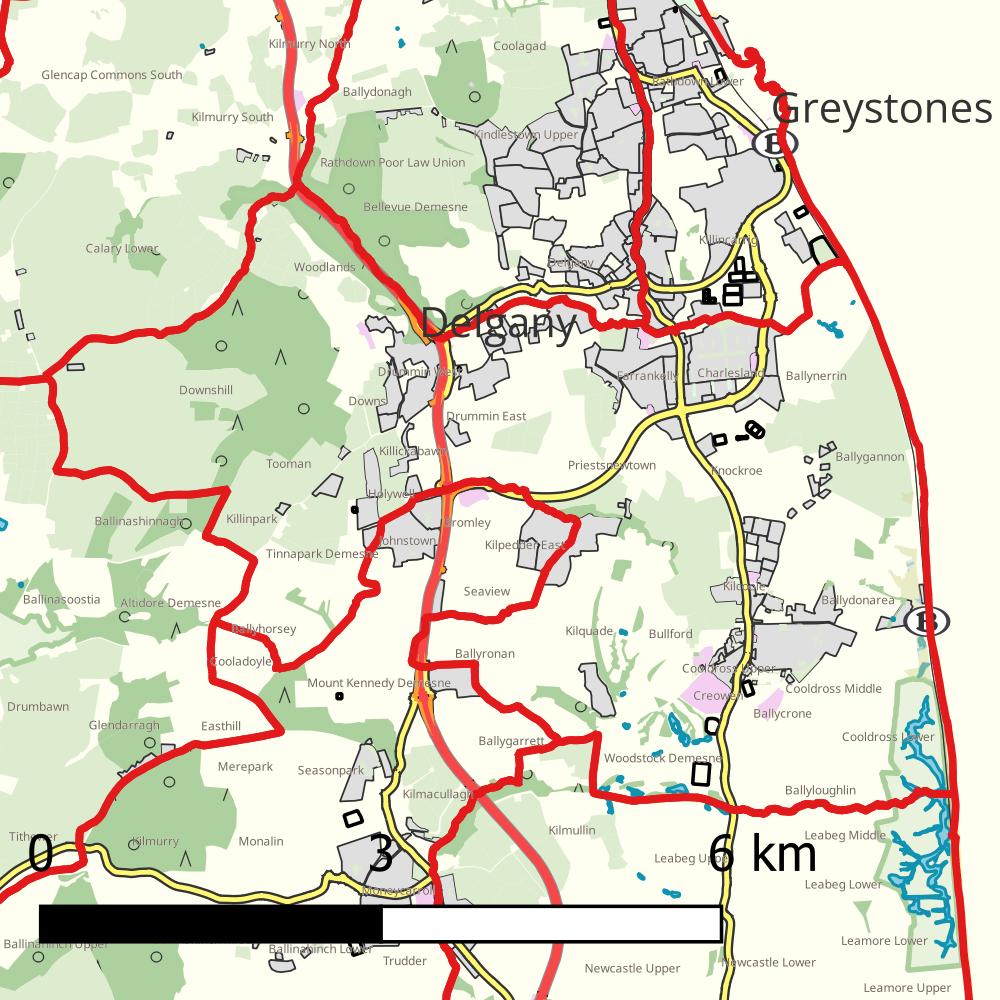 Kilmurry North
Coolagad
Glencap Commons South
Rathdown Lower
Ballydonagh
Greystones
Kilmurry South
Kindlestown Upper
Rathdown Poor Law Union
Bellevue Demesne
Killincarrig
Calary Lower
Delgany
Woodlands
Delgany
Drummin West
Farrankelly
Charlesland
Ballynerrin
Downshill
Downs
Drummin East
Killickabawn
Ballygannon
Tooman
Priestsnewtown
Knockroe
Holywell
Ballinashinnagh
Killinpark
Bromley
Johnstown
Kilpedder East
Tinnapark Demesne
Kilcoole
Seaview
Ballinasoostia
Altidore Demesne
Ballydonarea
Ballyhorsey
Kilquade
Bullford
Ballyronan
Cooladoyle
Cooldross Upper
Mount Kennedy Demesne
Cooldross Middle
Creowen
Drumbawn
Ballycrone
Glendarragh
Easthill
Cooldross Lower
Ballygarrett
Woodstock Demesne
Merepark
Seasonpark
Ballyloughlin
Kilmacullagh
Kilmullin
Leabeg Middle
Tithewer
Kilmurry
Monalin
0 3 6 km
Leabeg Upper
Leabeg Lower
Moneycarroll
Ballinahinch Upper
Ballinahinch Lower
Leamore Lower
Trudder
Newcastle Upper
Newcastle Lower
Leamore Upper